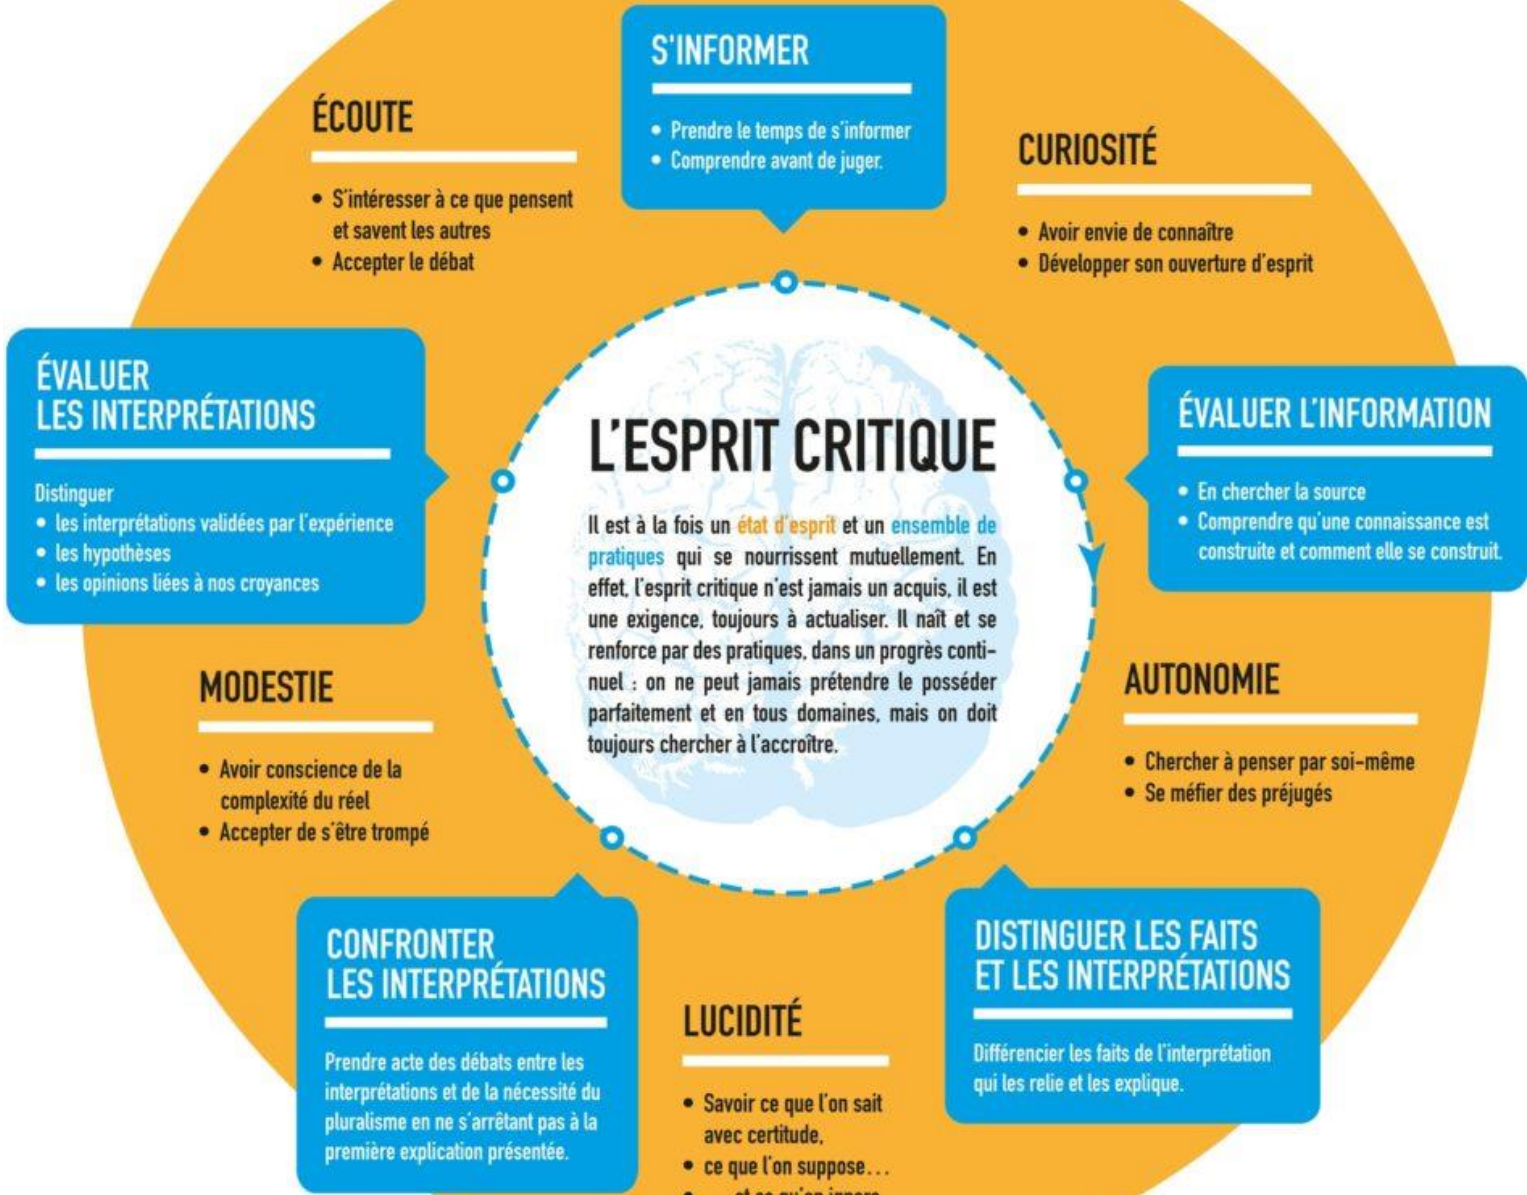 S'INFORMER
• Prendre le temps de s'informer
• Comprendre avant de juger.
CURIOSITÉ
• Avoir envie de connaître
• Développer son ouverture d'esprit
ÉVALUER L'INFORMATION
• En chercher la source
• Comprendre qu'une connaissance est
construite et comment elle se construit.
AUTONOMIE
• Chercher à penser par soi-même
• Se méfier des préjugés
DISTINGUER LES FAITS
ET LES INTERPRÉTATIONS
Différencier les faits de l'interprétation
qui les relie et les explique.
LUCIDITÉ
• Savoir ce que l'on sait
avec certitude,
• ce que l'on suppose...
• ... et ce qu'on ignore
CONFRONTER
LES INTERPRÉTATIONS
Prendre acte des débats entre les
interprétations et de la nécessité du
pluralisme en ne s'arrêtant pas à la
première explication présentée.
MODESTIE
• Avoir conscience de la
complexité du réel
• Accepter de s'être trompé
ÉVALUER
LES INTERPRÉTATIONS
Distinguer
• les interprétations validées par l'expérience
• les hypothèses
• les opinions liées à nos croyances
ÉCOUTE
• S'intéresser à ce que pensent
et savent les autres
• Accepter le débat
L'ESPRIT CRITIQUE
Il est à la fois un état d'esprit et un ensemble de
pratiques qui se nourrissent mutuellement. En
effet, l'esprit critique n'est jamais un acquis, il est
une exigence, toujours à actualiser. Il naît et se
renforce par des pratiques, dans un progrès conti-
nuel : on ne peut jamais prétendre le posséder
parfaitement et en tous domaines, mais on doit
toujours chercher à l'accroître.